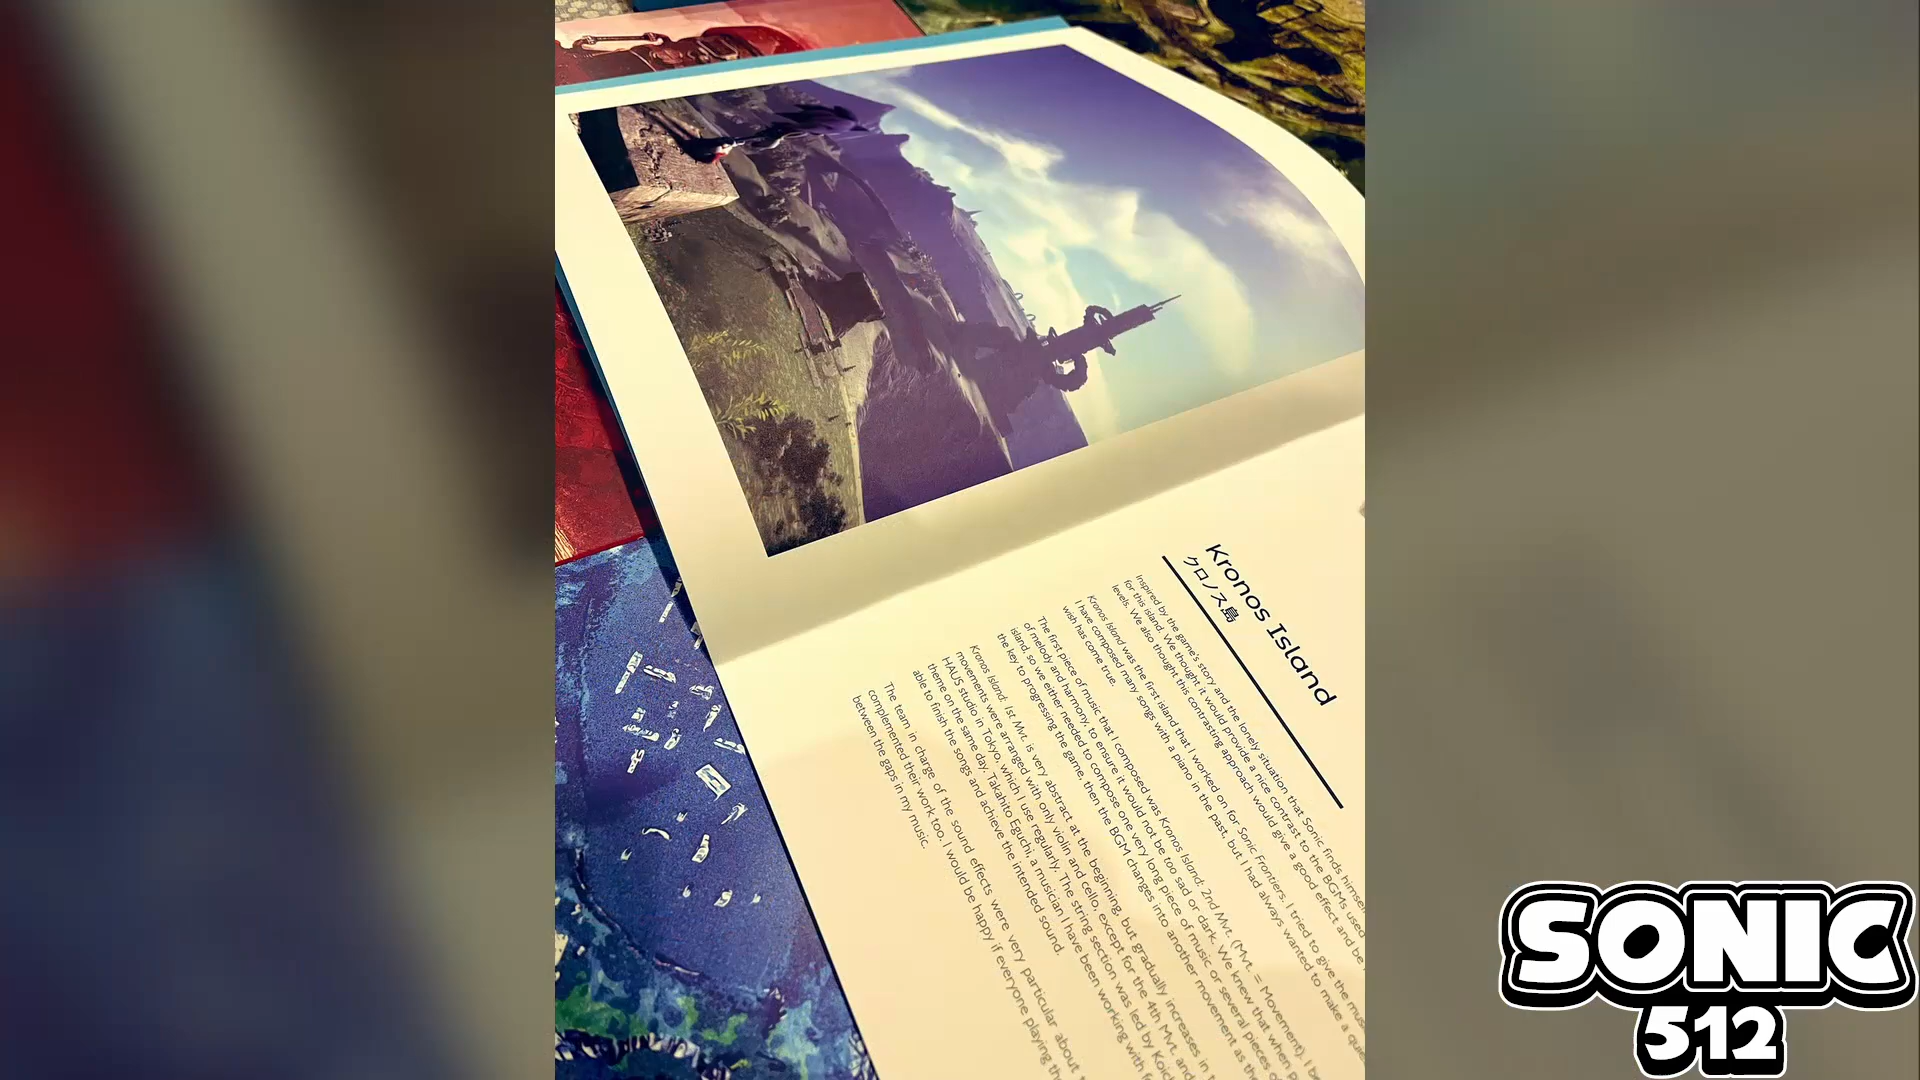 Kronos Island
クロノス島
Inspired by the game's story and the lonely situation that Sonic finds himself
for this island. We thought it would provide a nice contrast to the BGMs used
levels. We also thought this contrasting approach would give a good effect and be
Kronos Island was the first island that I worked on for Sonic Frontiers. I tried to give the
I have composed many songs with a piano in the past, but I had always wanted to make a
wish has come true.
The first piece of music that I composed was Kronos Island: 2nd Mvt. (Mvt. = Movement). I
of melody and harmony, to ensure it would not be too sad or dark. We knew that when
island, so we either needed to compose one very long piece of music or several pieces
the key to progressing the game, then the BGM changes into another movement as the
Kronos Island: 1st Mvt. is very abstract at the beginning, but gradually increases in
movements were arranged with only violin and cello, except for the 4th Mvt. and
HAUS studio in Tokyo, which I use regularly. The string section was led by
theme on the same day. Takahito Eguchi, a musician I have been working with
able to finish the songs and achieve the intended sound.
The team in charge of the sound effects were very particular about
complemented their work too. I would be happy if everyone playing
between the gaps in my music.
SONIC
512